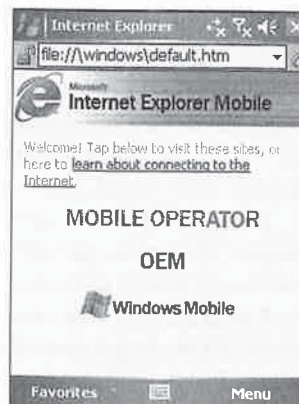 Internet Explorer
file://\windows\default.htm
Microsoft
Internet Explorer Mobile
Welcome! Tap below to visit these sites, or
here to learn about connecting to the
Internet.
MOBILE OPERATOR
OEM
Windows Mobile
Favorites
Menu